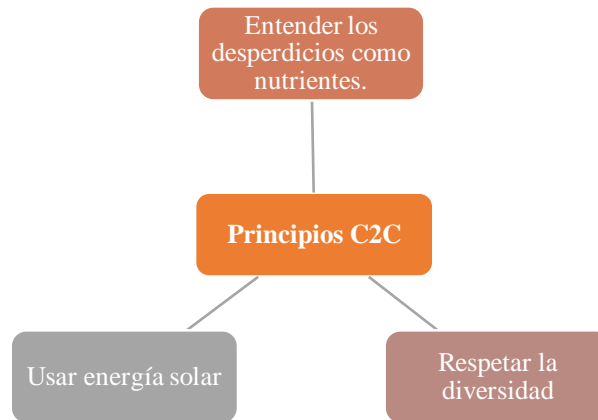 Entender los
desperdicios como
nutrientes.
Principios C2C
Usar energía solar
Respetar la
diversidad